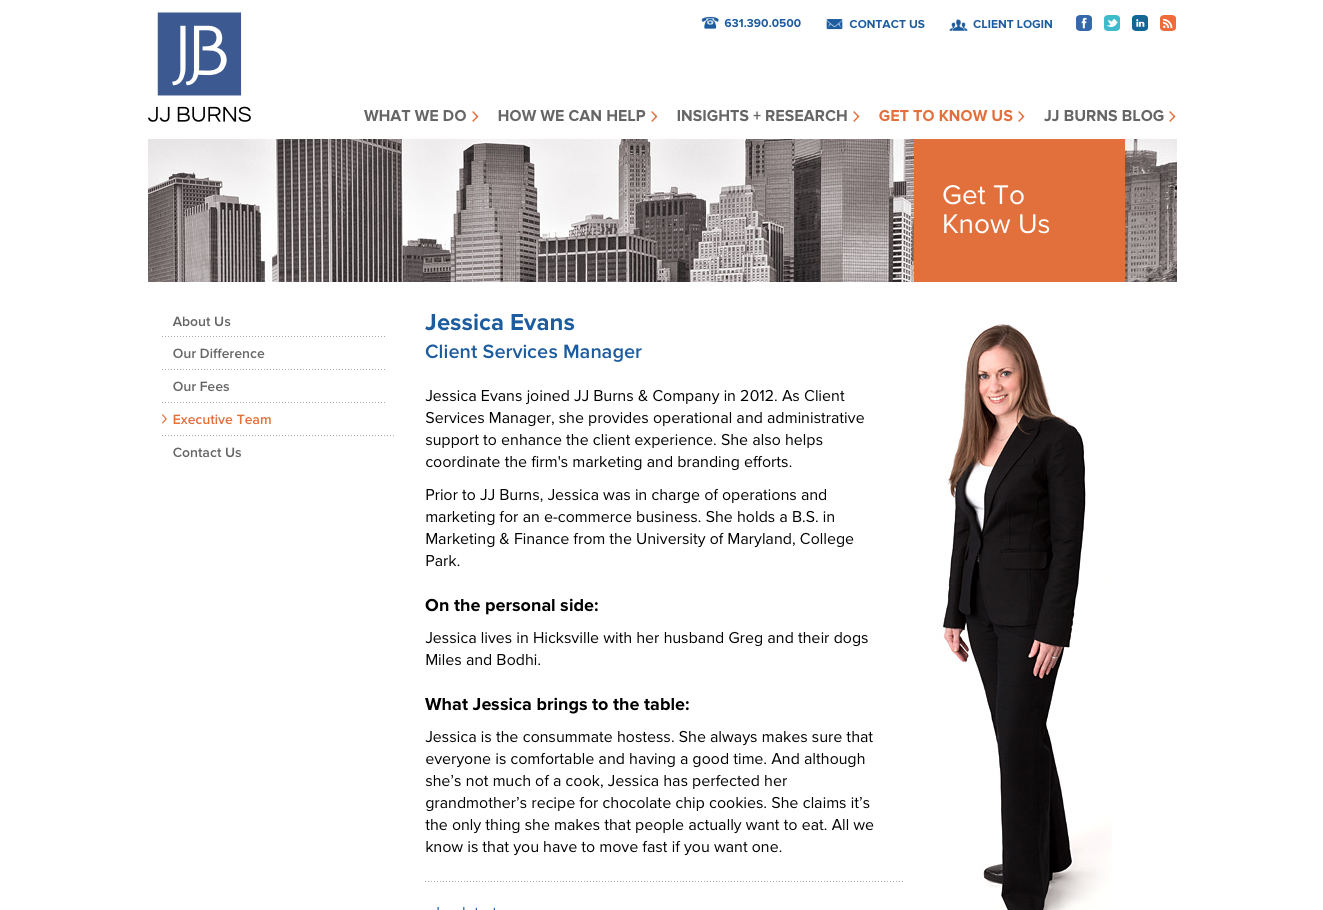 631.390.0500
CONTACT US
CLIENT LOGIN
JB
JJ BURNS
WHAT WE DO
HOW WE CAN HELP
INSIGHTS + RESEARCH
GET TO KNOW US
JJ BURNS BLOG
Get To
Know Us
About Us
Our Difference
Our Fees
Executive Team
Contact Us
Jessica Evans
Client Services Manager
Jessica Evans joined JJ Burns & Company in 2012. As Client
Services Manager, she provides operational and administrative
support to enhance the client experience. She also helps
coordinate the firm's marketing and branding efforts.
Prior to JJ Burns, Jessica was in charge of operations and
marketing for an e-commerce business. She holds a B.S. in
Marketing & Finance from the University of Maryland, College
Park.
On the personal side:
Jessica lives in Hicksville with her husband Greg and their dogs
Miles and Bodhi.
What Jessica brings to the table:
Jessica is the consummate hostess. She always makes sure that
everyone is comfortable and having a good time. And although
she’s not much of a cook, Jessica has perfected her
grandmother’s recipe for chocolate chip cookies. She claims it’s
the only thing she makes that people actually want to eat. All we
know is that you have to move fast if you want one.